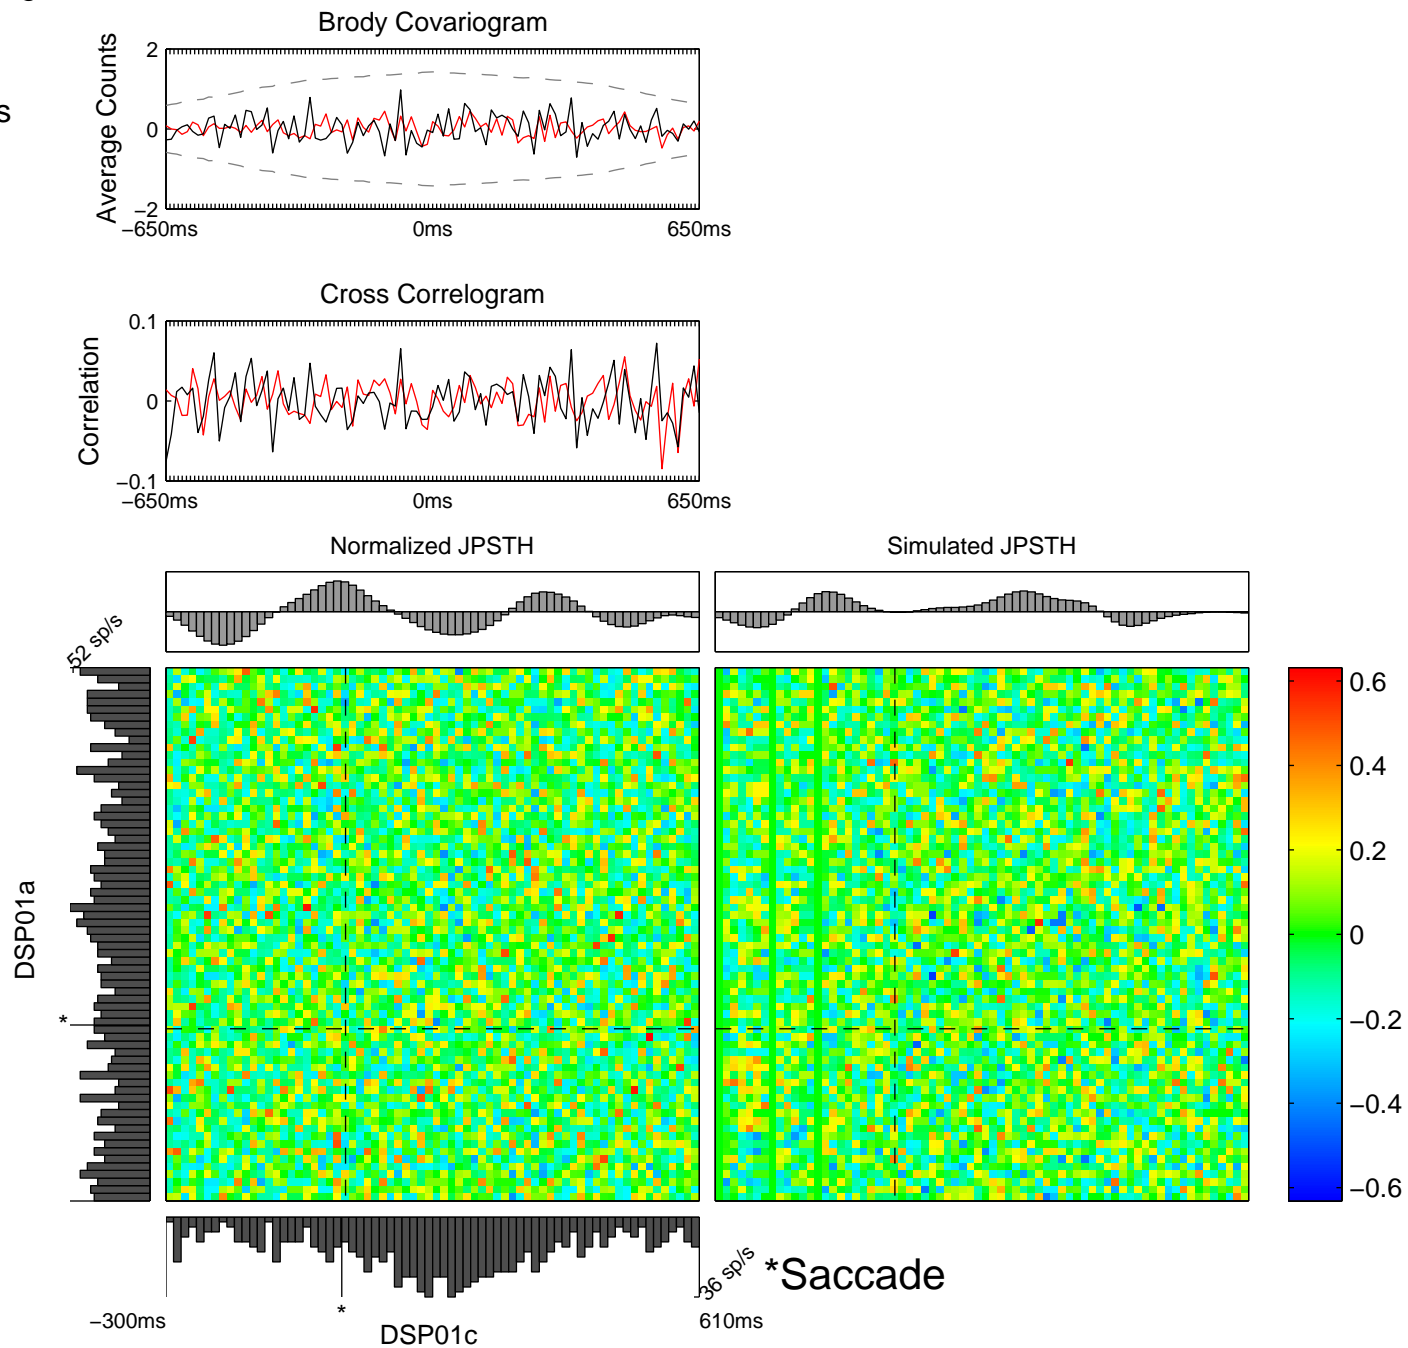 Brody Covariogram
Average Counts
2
0
−2
−650ms
0ms
650ms
s
Cross Correlogram
Correlation
0.1
0
−0.1
−650ms
0ms
650ms
Normalized JPSTH
Simulated JPSTH
52 sp/s
DSP01a
*
0.6
0.4
0.2
0
−0.2
−0.4
−0.6
36 sp/s
*Saccade
*
−300ms
DSP01c
610ms